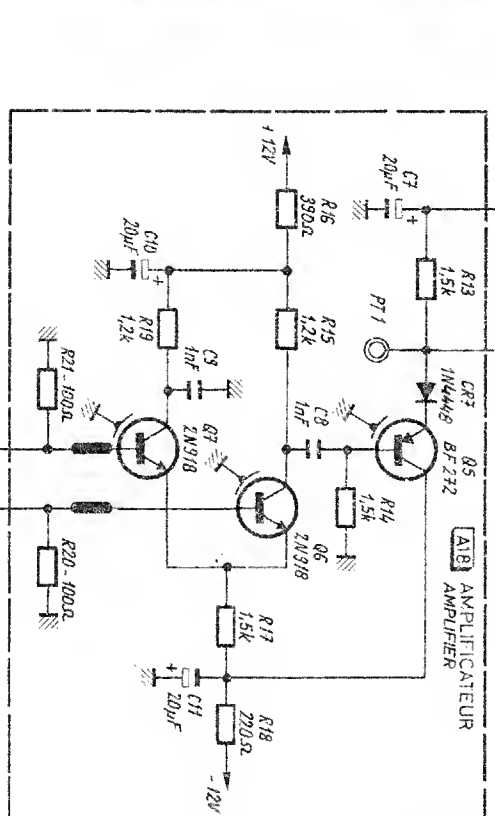 + 12V
C7
20µF
+
R13
1,5k
PT1
CR7
1N4448
Q5
BF 272
A1B AMPLIFICATEUR
AMPLIFIER
R16
390Ω
C10
20µF
+
R19
1,2k
R15
1,2k
C9
1nF
C8
1nF
R14
1,5k
Q7
2N918
Q6
2N918
R21-100Ω
R20-100Ω
R17
1,5k
+
C11
20µF
R18
220Ω
- 12V